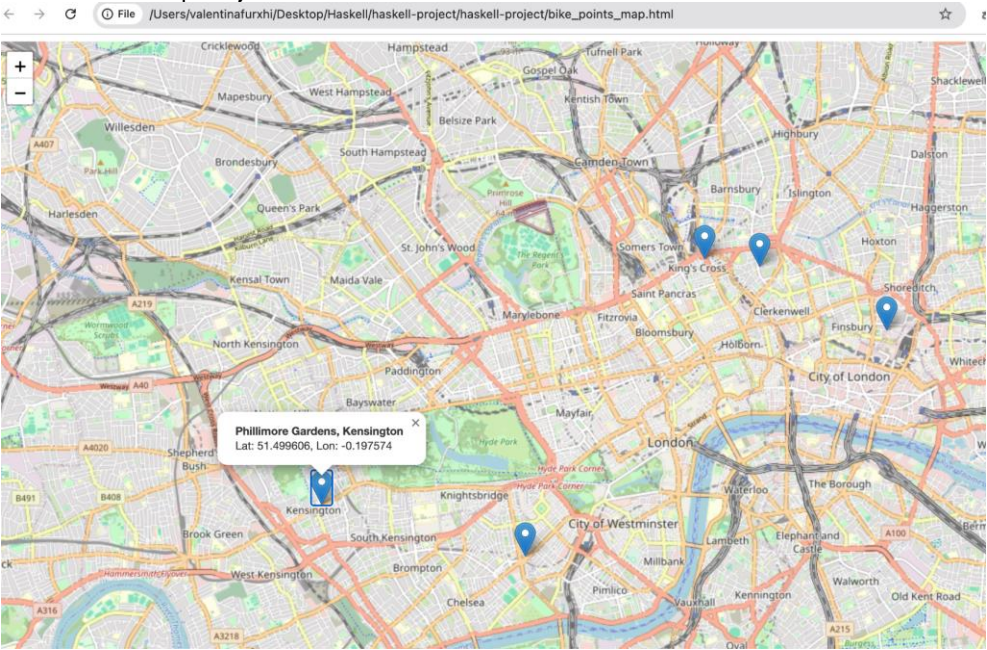 File /Users/valentinafurxhi/Desktop/Haskell/haskell-project/haskell-project/bike_points_map.html
+
−
Cricklewood
Hampstead
Tufnell Park
Gospel Oak
Shacklewell
Mapesbury
West Hampstead
Kentish Town
Belsize Park
Willesden
Highbury
A407
South Hampstead
Dalston
Park Hill
Brondesbury
Camden Town
Primrose
Hill
Barnsbury
Islington
Harlesden
Queen's Park
Haggerston
St. John's Wood
The Regent's
Park
Somers Town
Hoxton
King's Cross
Kensal Town
Maida Vale
Saint Pancras
Shoreditch
A219
Marylebone
Fitzrovia
Clerkenwell
Wormwood
Scrubs
Bloomsbury
Finsbury
North Kensington
Westway
Holborn
Paddington
Westway A40
City of London
Bayswater
Strand
Mayfair
Phillimore Gardens, Kensington
×
Lat: 51.499606, Lon: -0.197574
Hyde Park
London
A4020
Shepherd's
Bush
Hyde Park Corner
Hyde Park Corner
Waterloo
The Borough
B491
B408
Knightsbridge
Kensington
City of Westminster
Brook Green
South Kensington
Lambeth
Elephant and
Castle
A100
Brompton
Millbank
Hammersmith Flyover
West Kensington
Walworth
Pimlico
Kennington
Old Kent Road
Chelsea
Vauxhall
A316
A3218
A215
Oval
Burgess